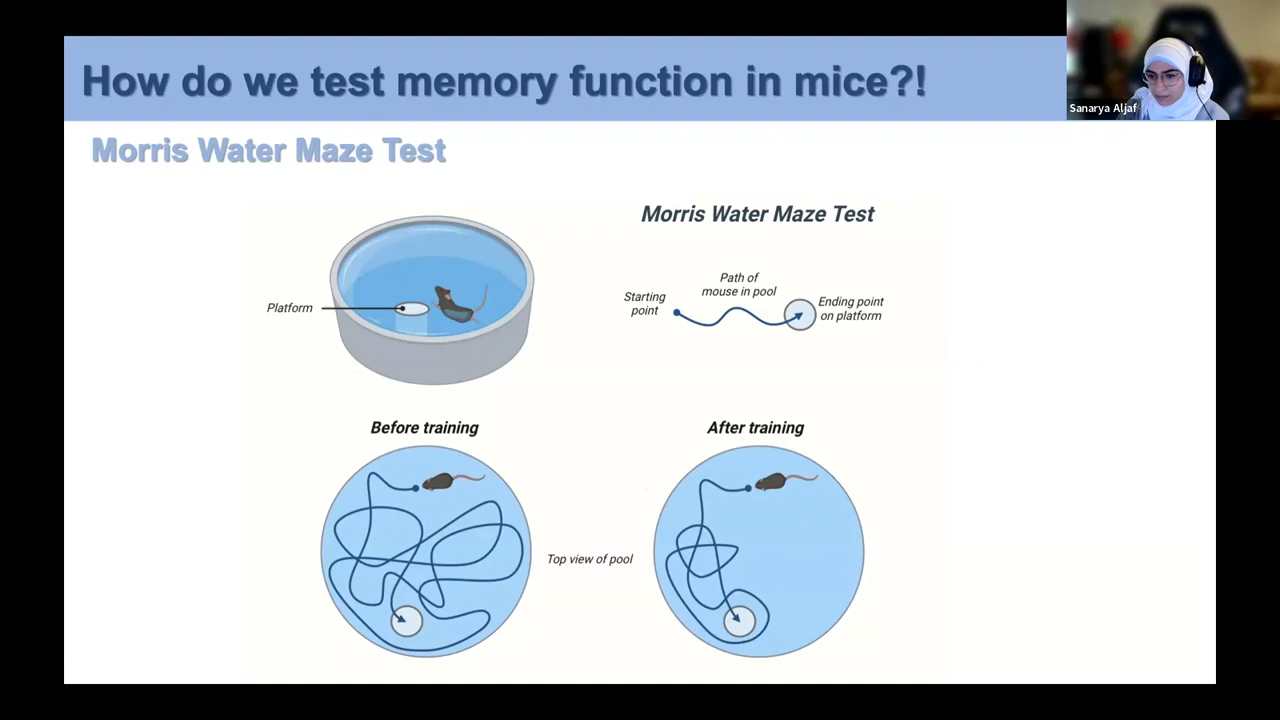 How do we test memory function in mice?!
Sanarya Aljaf
Morris Water Maze Test
Morris Water Maze Test
Platform
Starting
point
Path of
mouse in pool
Ending point
on platform
Before training
After training
Top view of pool